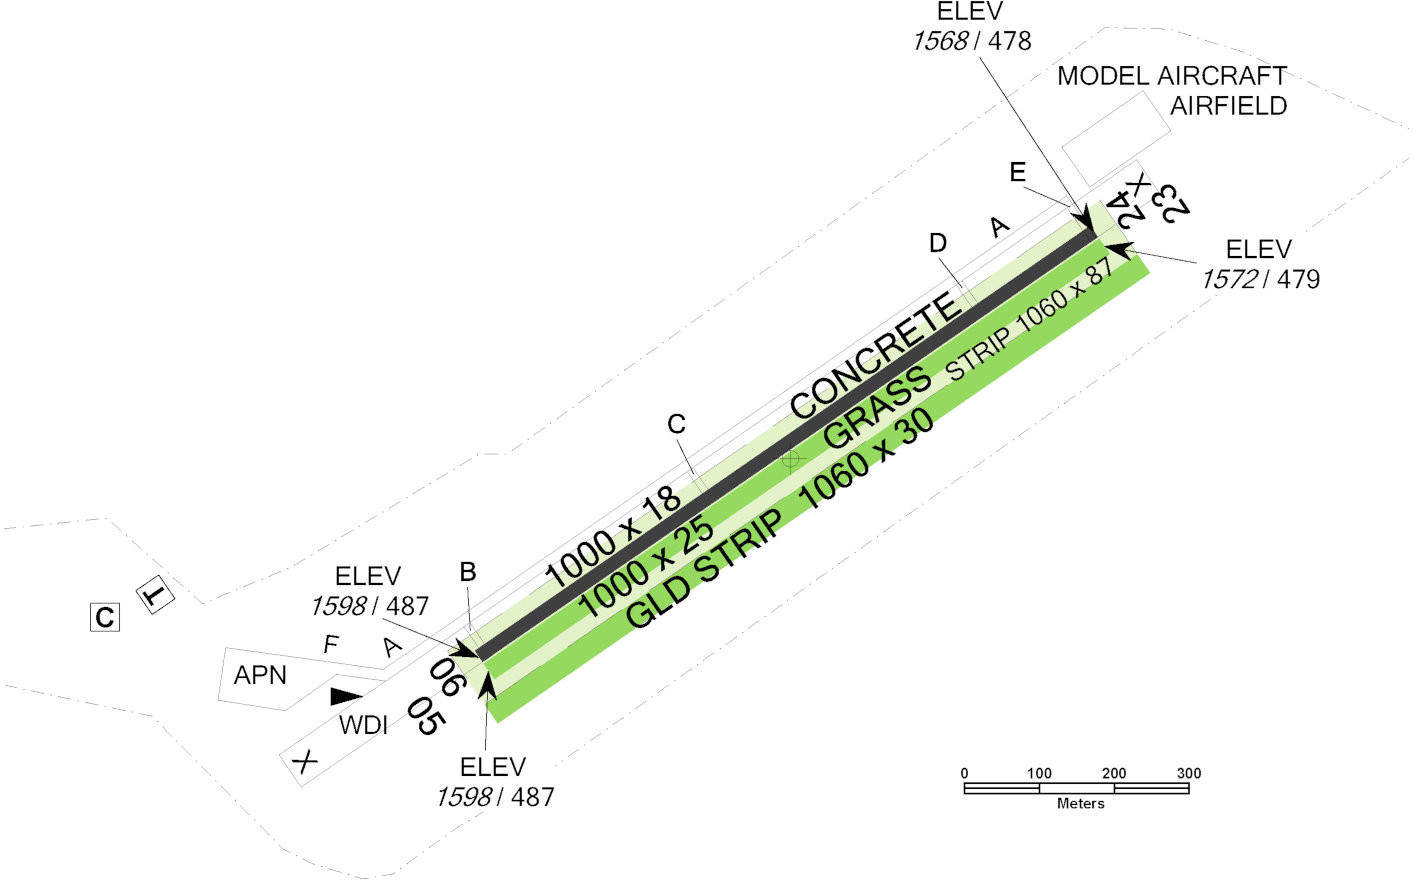 ELEV
1568 / 478
MODEL AIRCRAFT
AIRFIELD
E
X
23
24
A
D
ELEV
1572 / 479
CONCRETE
GRASS
STRIP 1060 x 87
C
1000 x 18
1000 x 25
GLD STRIP 1060 x 30
B
ELEV
1598 / 487
T
C
F
A
APN
06
05
WDI
X
ELEV
1598 / 487
0 100 200 300
Meters